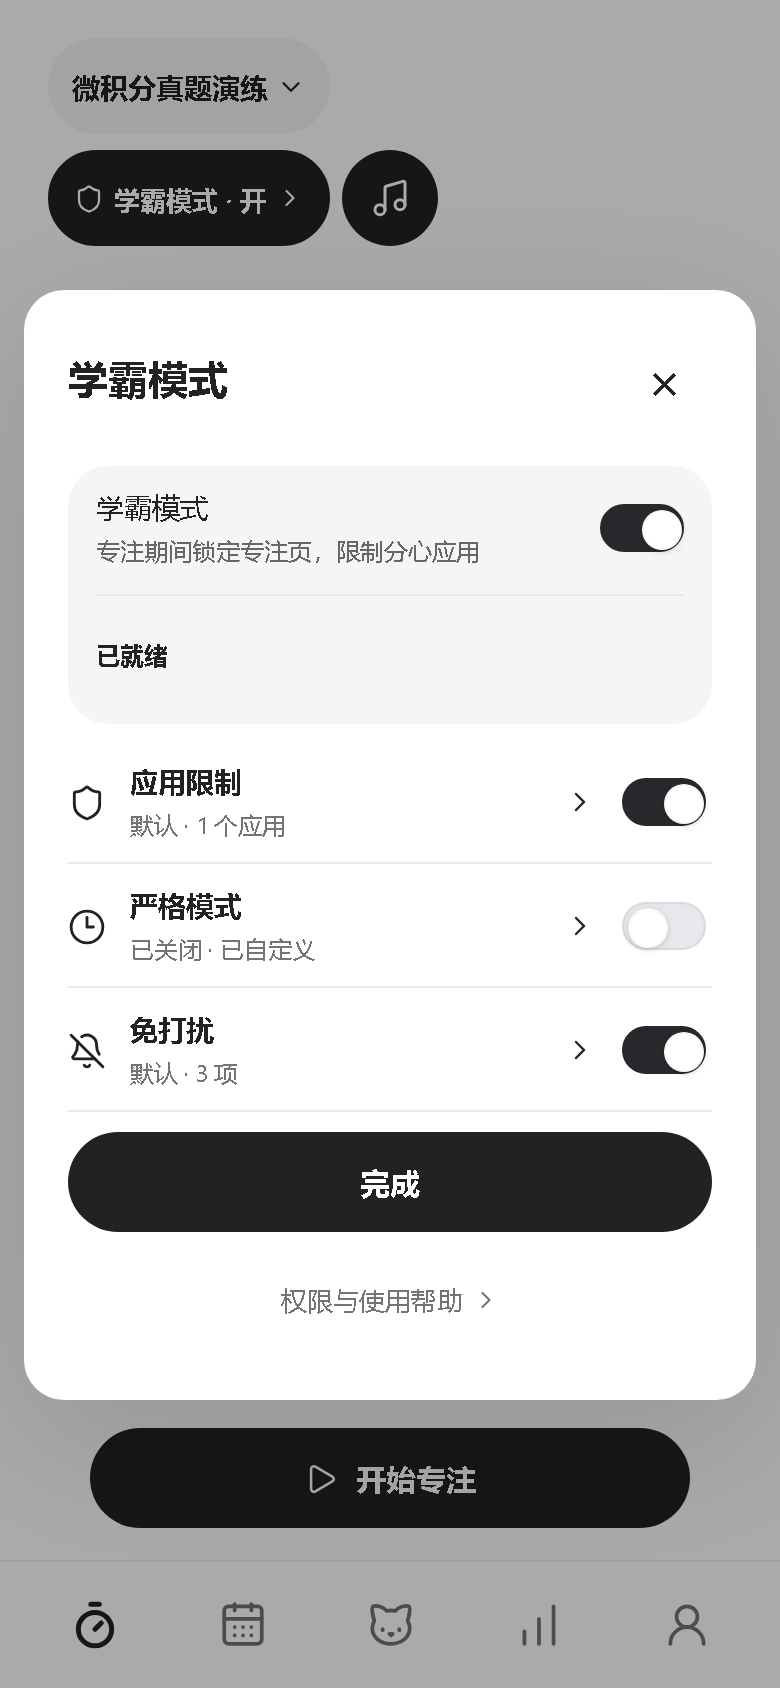 微积分真题演练
学霸模式 · 开
学霸模式
学霸模式
专注期间锁定专注页，限制分心应用
已就绪
应用限制
默认 · 1 个应用
严格模式
已关闭 · 已自定义
免打扰
默认 · 3 项
完成
权限与使用帮助
开始专注